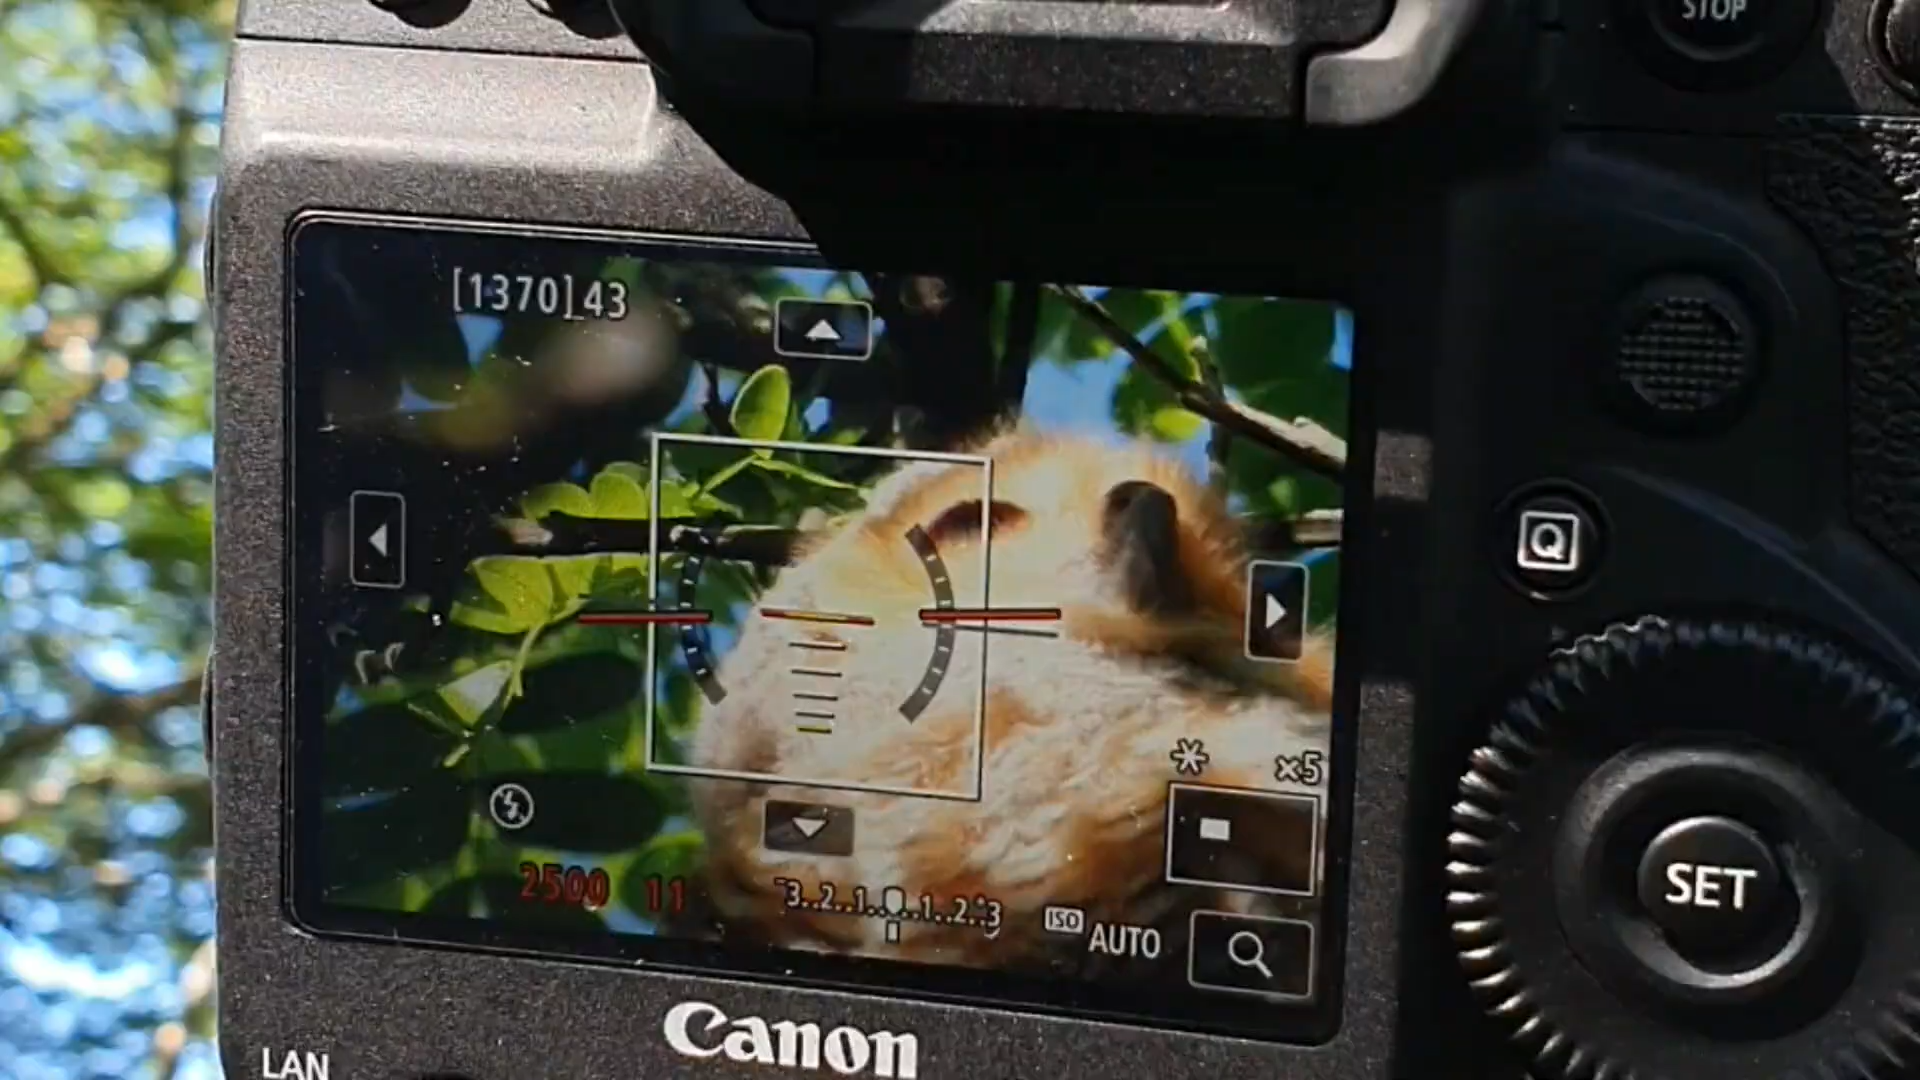 STOP
[1370]43
Q
x5
SET
2500 11
3..2..1..0..1..2..3
ISO AUTO
Canon
LAN